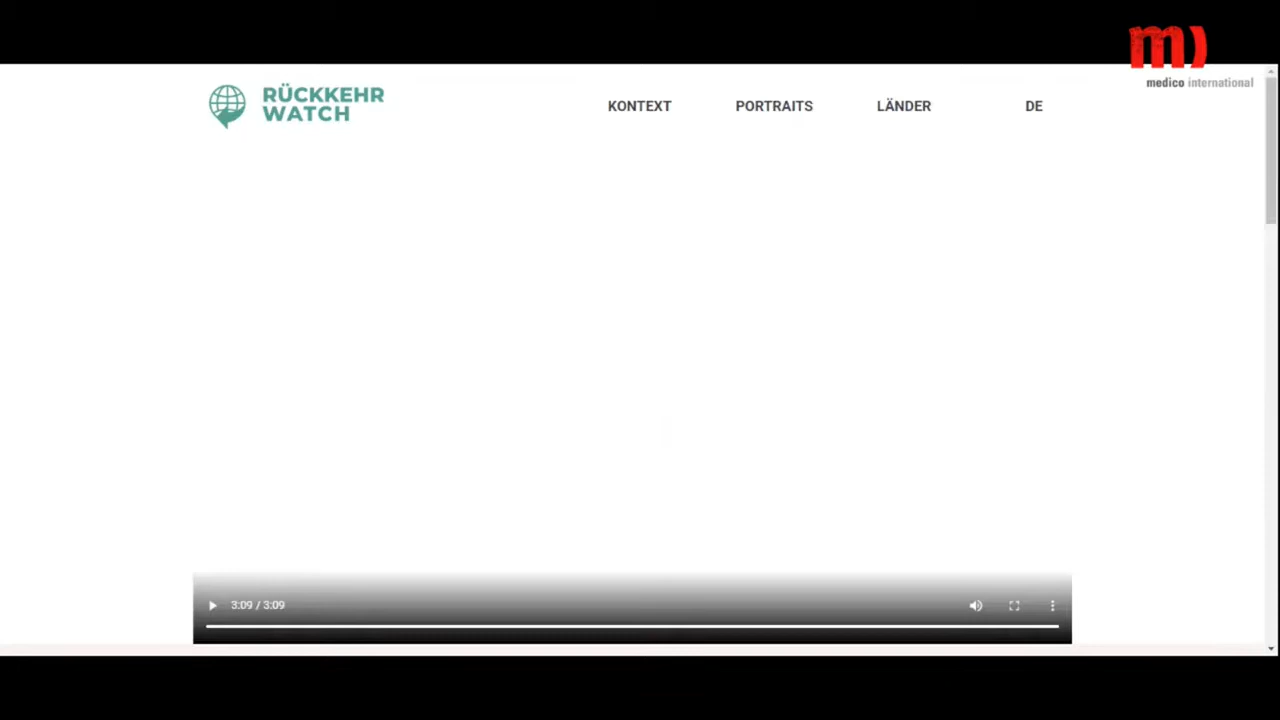 m)
medico international
RÜCKKEHR
WATCH
KONTEXT PORTRAITS LÄNDER DE
3:09 / 3:09